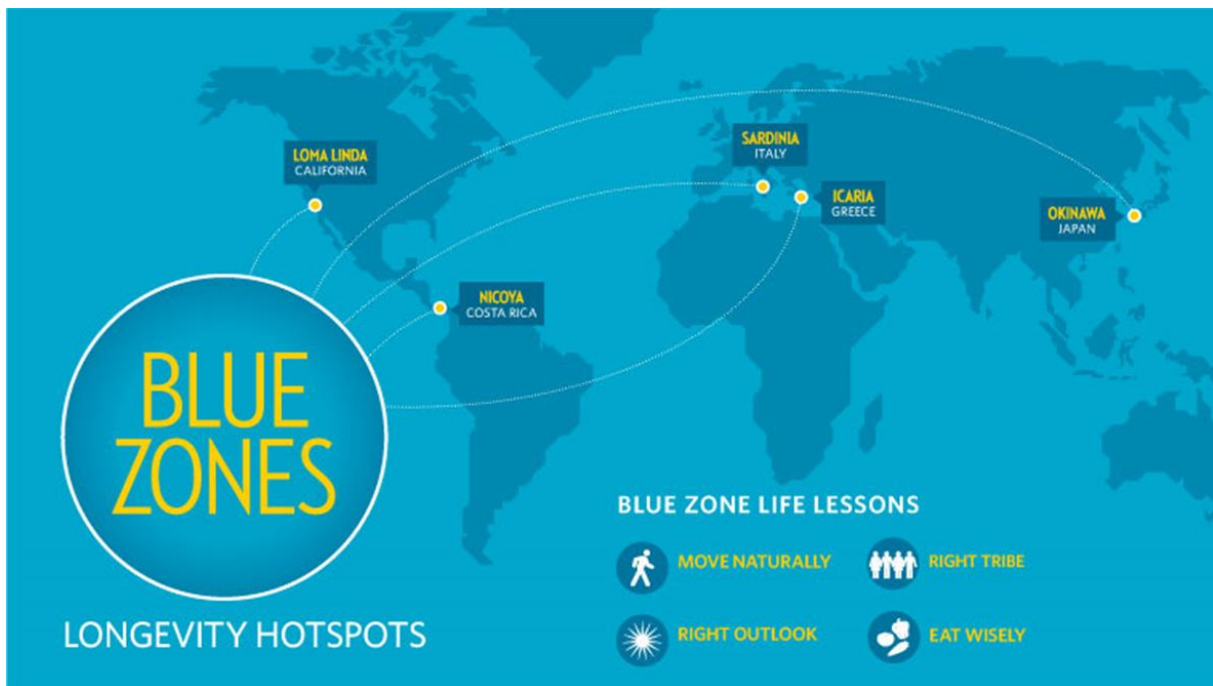 LOMA LINDA
CALIFORNIA
SARDINIA
ITALY
ICARIA
GREECE
OKINAWA
JAPAN
NICOYA
COSTA RICA
BLUE
ZONES
LONGEVITY HOTSPOTS
BLUE ZONE LIFE LESSONS
MOVE NATURALLY
RIGHT TRIBE
RIGHT OUTLOOK
EAT WISELY